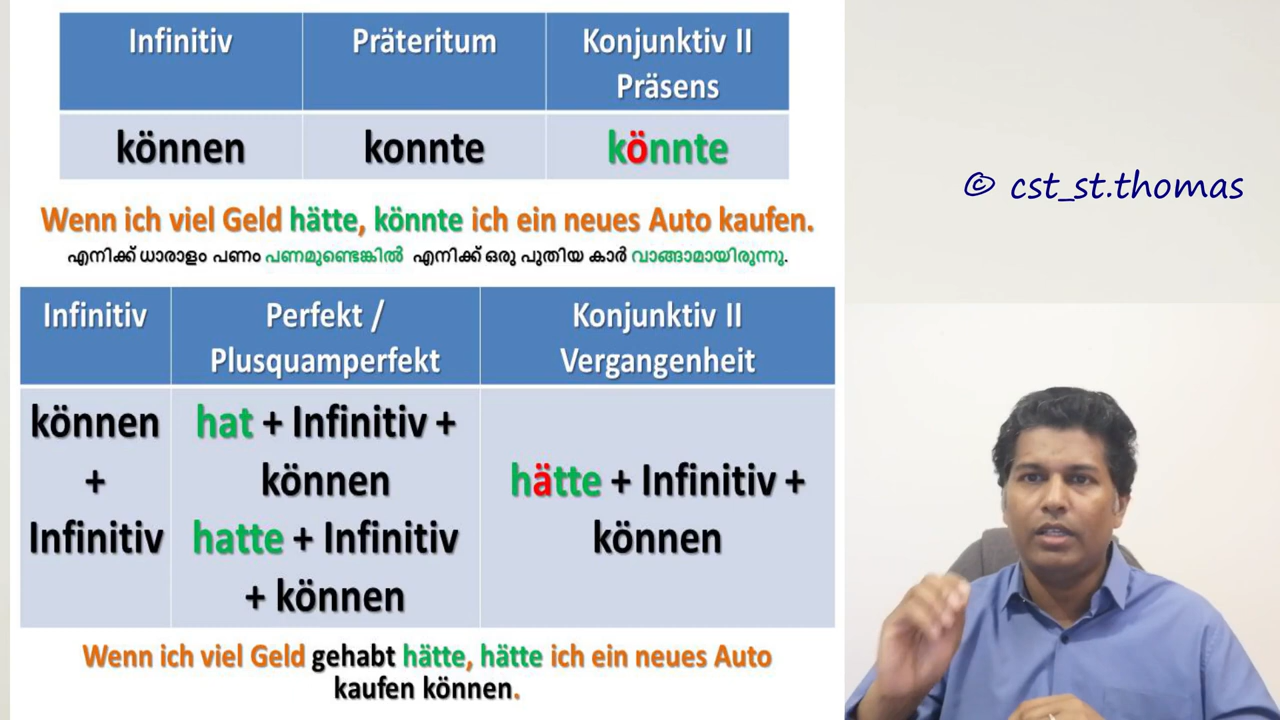 Infinitiv Präteritum Konjunktiv II
Präsens
können konnte könnte
Wenn ich viel Geld hätte, könnte ich ein neues Auto kaufen.
എനിക്ക് ധാരാളം പണം പണമുണ്ടെങ്കിൽ എനിക്ക് ഒരു പുതിയ കാർ വാങ്ങാമായിരുന്നു.
© cst_st.thomas
Infinitiv Perfekt / Konjunktiv II
Plusquamperfekt Vergangenheit
können hat + Infinitiv +
+ können hätte + Infinitiv +
Infinitiv hatte + Infinitiv können
+ können
Wenn ich viel Geld gehabt hätte, hätte ich ein neues Auto
kaufen können.